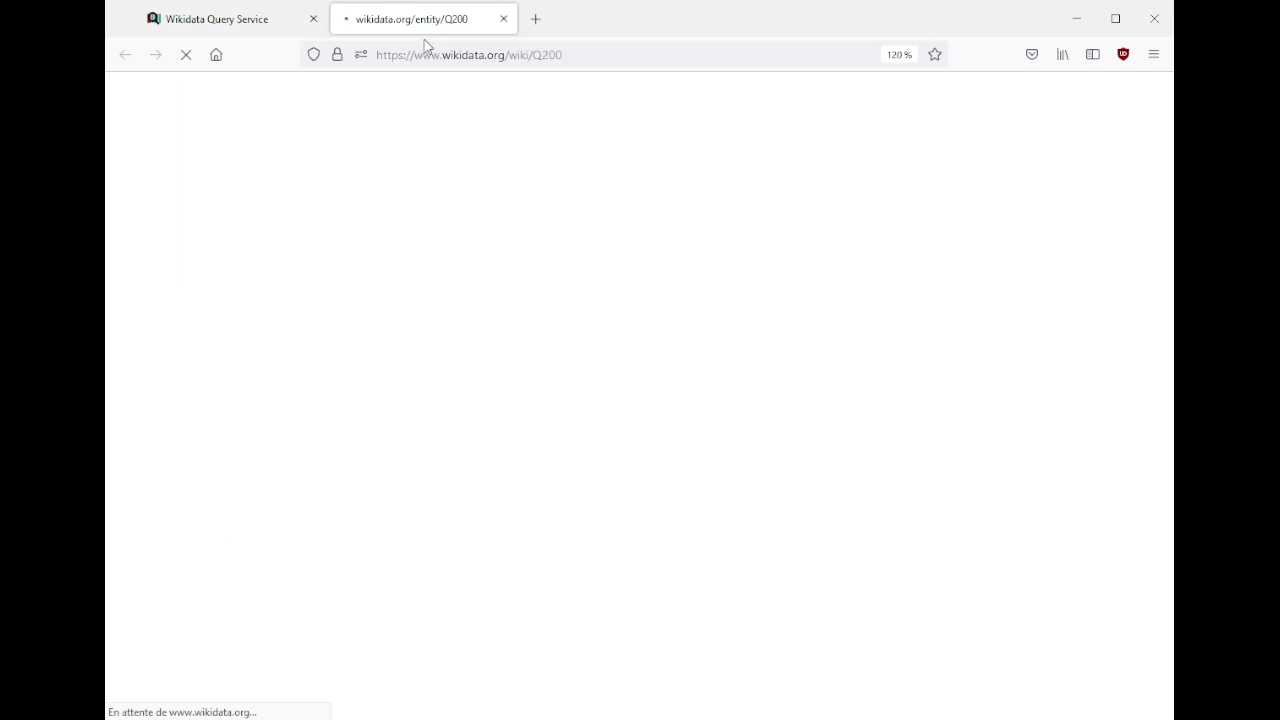 Wikidata Query Service
wikidata.org/entity/Q200
https://www.wikidata.org/wiki/Q200
120 %
En attente de www.wikidata.org...